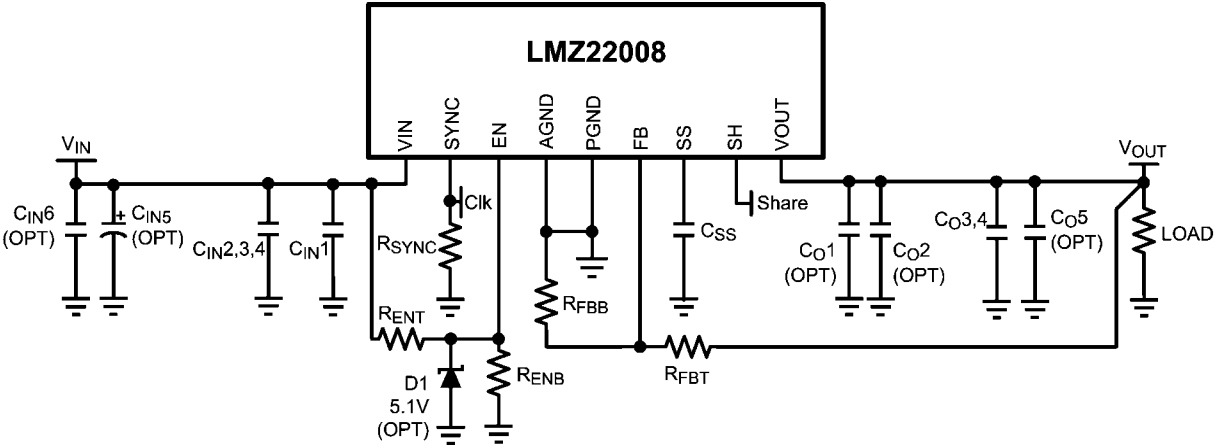 LMZ22008
VIN
SYNC
EN
AGND
PGND
FB
SS
SH
VOUT
VIN
VOUT
CIN6
(OPT)
+
CIN5
(OPT)
CIN2,3,4
CIN1
Clk
RSYNC
RFBB
CSS
Share
CO1
(OPT)
CO2
(OPT)
CO3,4
CO5
(OPT)
LOAD
RENT
D1
5.1V
(OPT)
RENB
RFBT